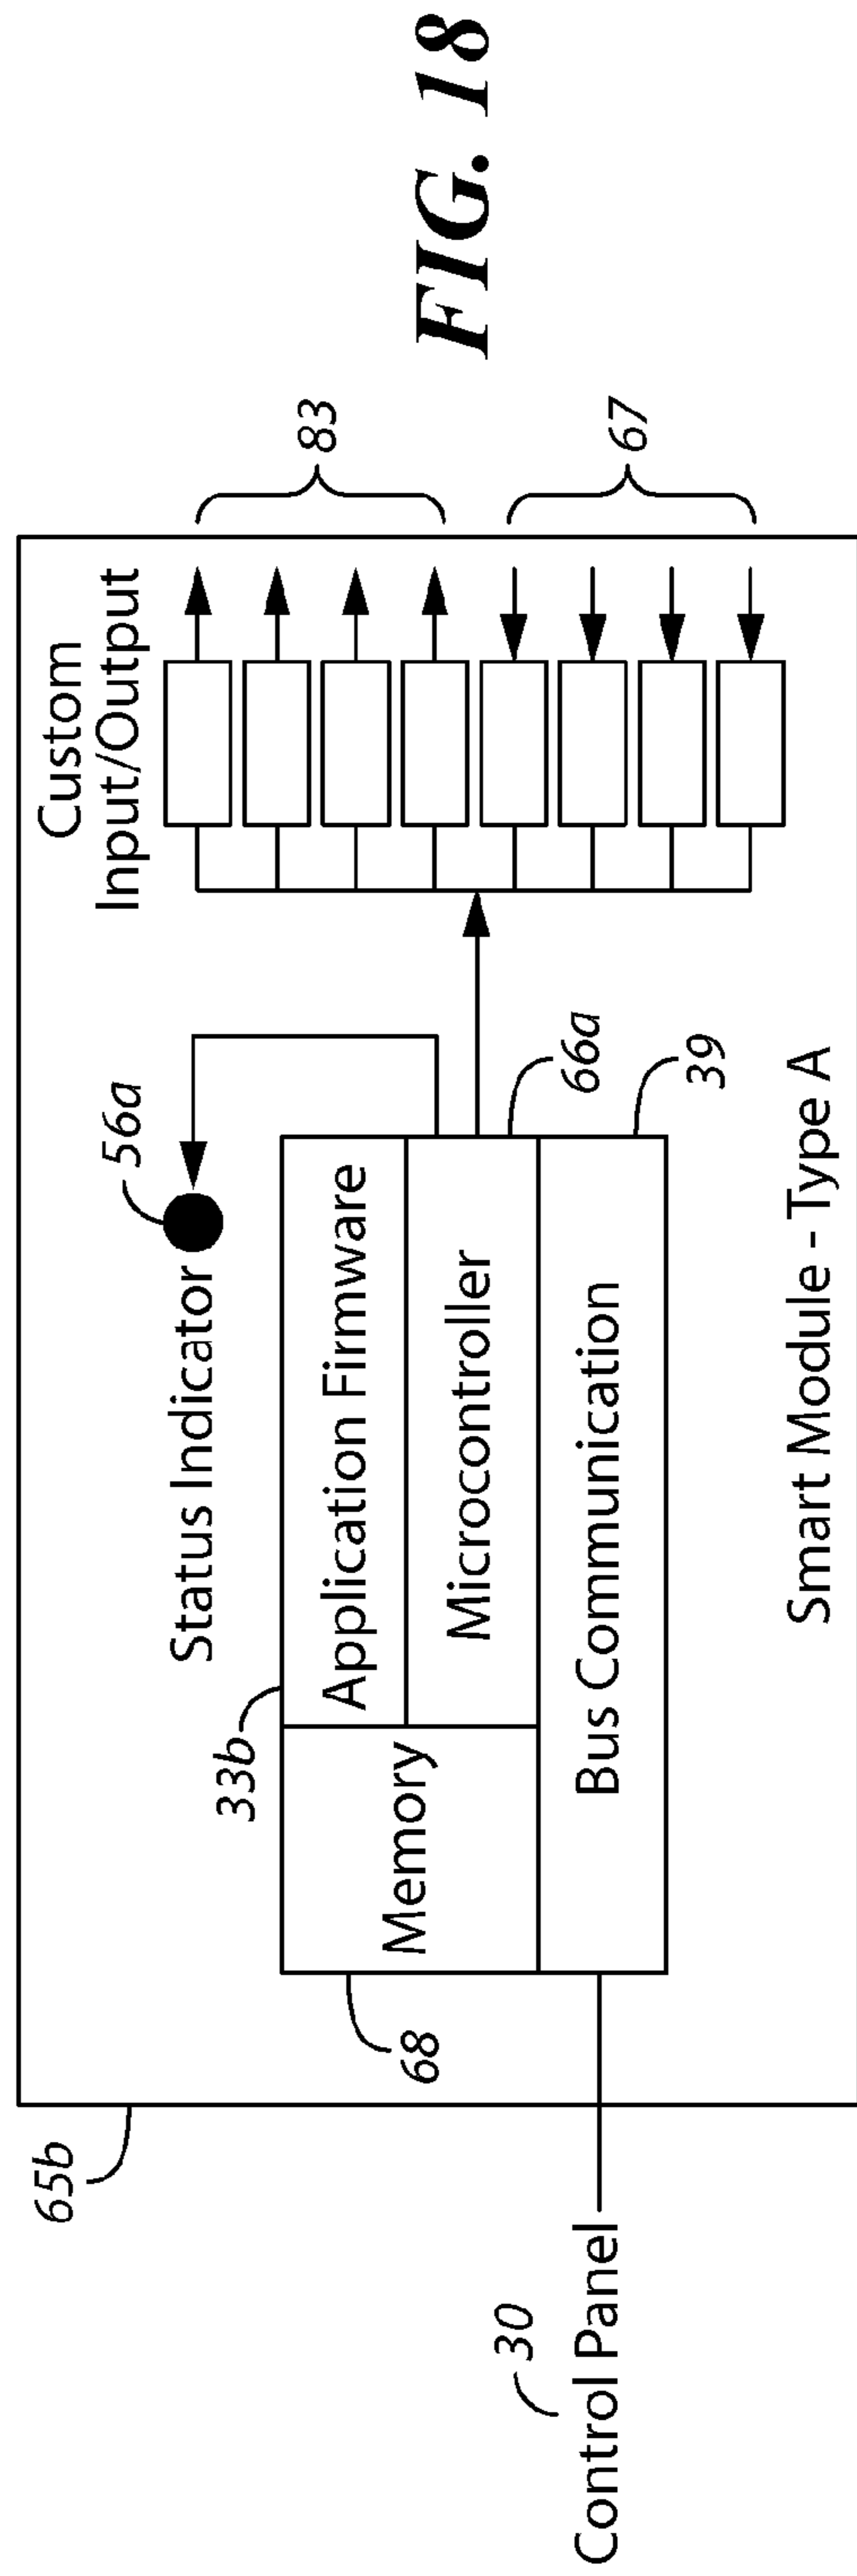 65b
Custom
Input/Output
56a
Status Indicator
83
33b
Application Firmware
Memory
Microcontroller
68
66a
67
Bus Communication
39
30
Control Panel
Smart Module - Type A
FIG. 18